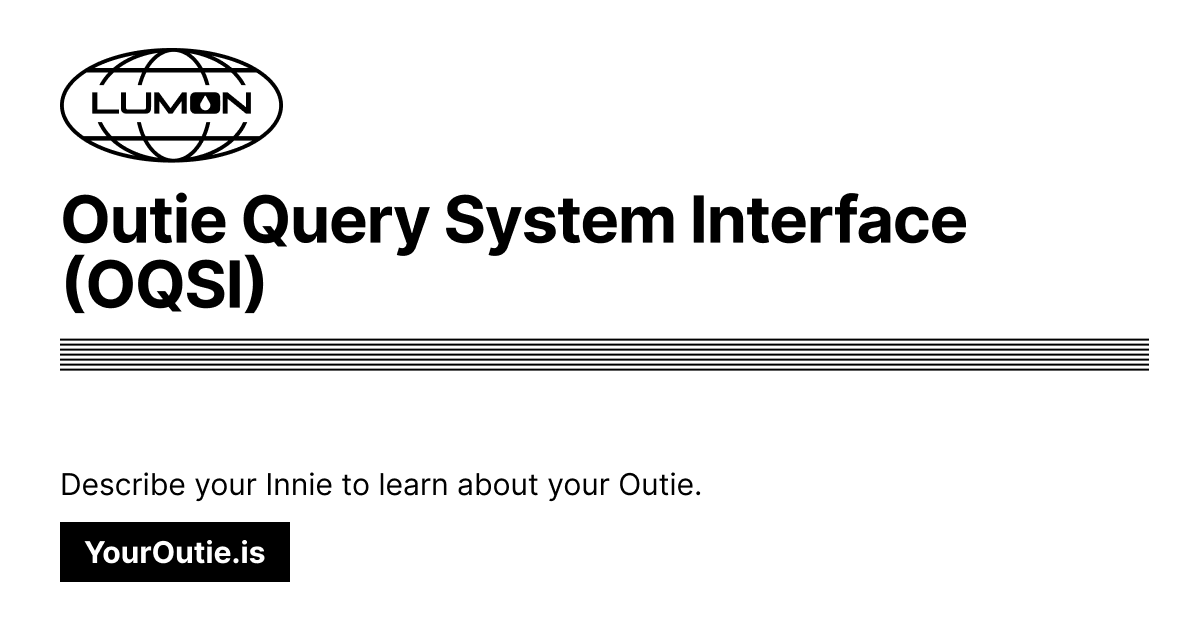 LUMON
Outie Query System Interface
(OQSI)
Describe your Innie to learn about your Outie.
YourOutie.is